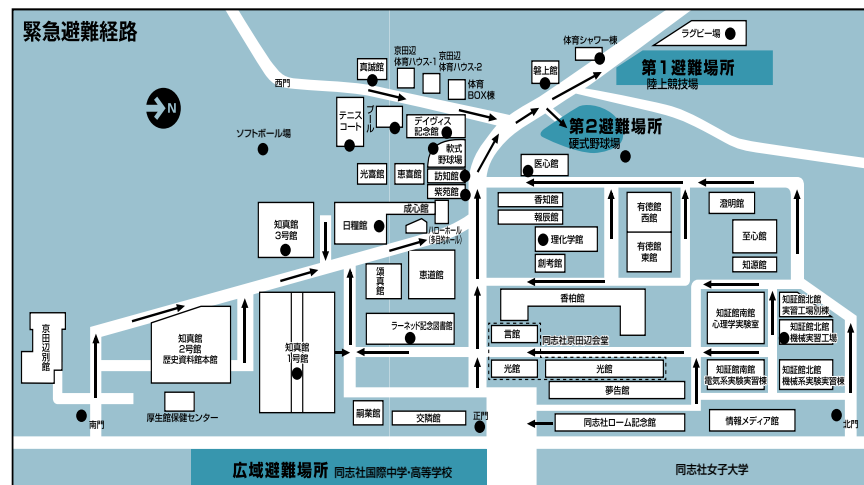 緊急避難経路
ラグビー場
体育シャワー棟
第1避難場所
陸上競技場
磐上館
京田辺
体育ハウス-1
京田辺
体育ハウス-2
真誠館
体育
BOX棟
西門
N
プール
テニス
コート
デイヴィス
記念館
第2避難場所
硬式野球場
ソフトボール場
軟式
野球場
訪知館
紫苑館
光喜館
恵喜館
医心館
成心館
香知館
報辰館
有徳館
西館
澄明館
知真館
3号館
日糧館
ハローホール
(多目的ホール)
理化学館
至心館
有徳館
東館
創考館
知源館
頌真館
恵道館
香柏館
知証館南館
心理学実験室
知証館北館
実習工場別棟
京田辺別館
知真館
2号館
歴史資料館本館
知真館
1号館
ラーネッド記念図書館
言館
同志社京田辺会堂
知証館北館
機械実習工場
光館
光館
知証館南館
電気系実験実習棟
知証館北館
機械系実験実習棟
夢告館
厚生館保健センター
嗣業館
交隣館
正門
同志社ローム記念館
情報メディア館
南門
北門
広域避難場所 同志社国際中学・高等学校
同志社女子大学